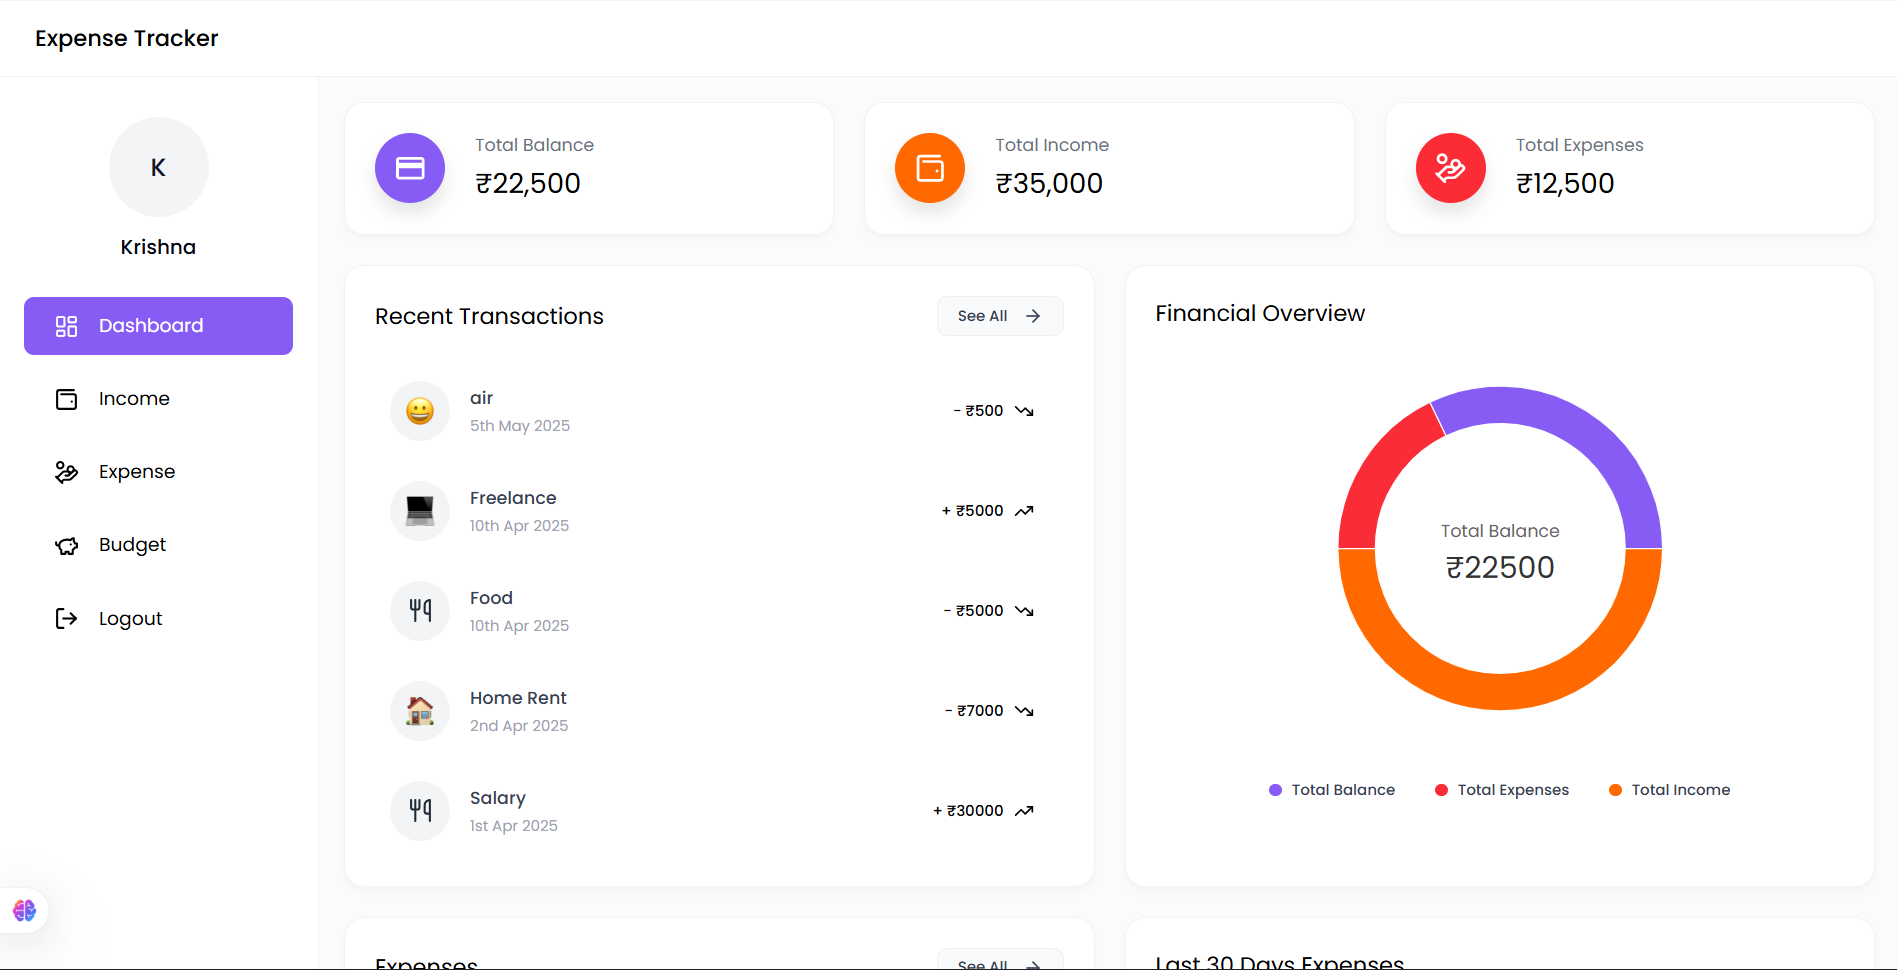 Expense Tracker
K
Krishna
Dashboard
Income
Expense
Budget
Logout
Total Balance
₹22,500
Total Income
₹35,000
Total Expenses
₹12,500
Recent Transactions
See All
air
5th May 2025
- ₹500
Freelance
10th Apr 2025
+ ₹5000
Food
10th Apr 2025
- ₹5000
Home Rent
2nd Apr 2025
- ₹7000
Salary
1st Apr 2025
+ ₹30000
Financial Overview
Total Balance
₹22500
Total Balance
Total Expenses
Total Income
Expenses
See All
Last 30 Days Expenses